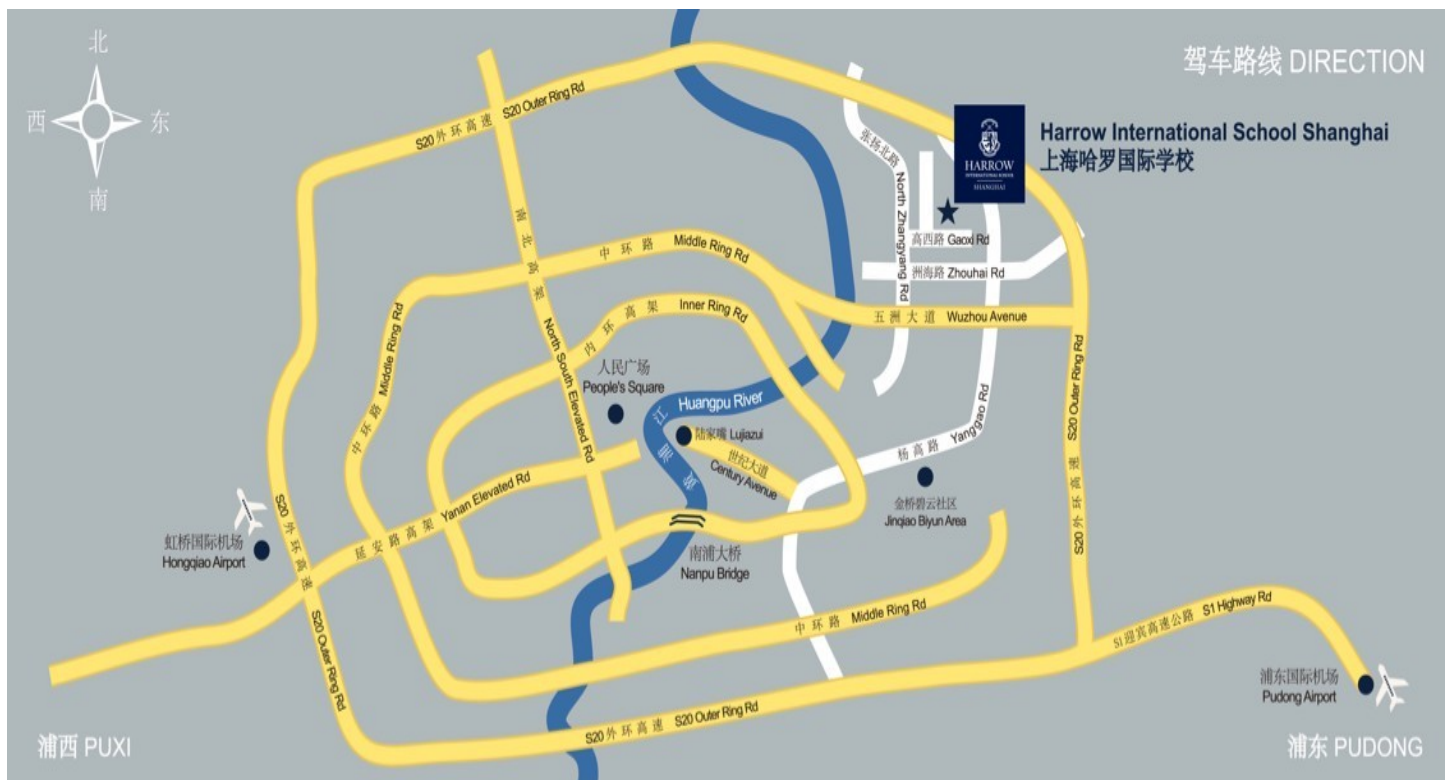 北
西
东
南
驾车路线 DIRECTION
HARROW
INTERNATIONAL SCHOOL
SHANGHAI
Harrow International School Shanghai
上海哈罗国际学校
S20外环高速 S20 Outer Ring Rd
张扬北路 North Zhangyang Rd
高西路 Gaoxi Rd
洲海路 Zhouhai Rd
五洲大道 Wuzhou Avenue
南北高架 North South Elevated Rd
中环路 Middle Ring Rd
内环高架 Inner Ring Rd
中环路 Middle Ring Rd
人民广场
People's Square
黄浦江 Huangpu River
陆家嘴 Lujiazui
世纪大道
Century Avenue
杨高路 Yang'gao Rd
金桥碧云社区
Jinqiao Biyun Area
S20外环高速 S20 Outer Ring Rd
延安路高架 Yanan Elevated Rd
虹桥国际机场
Hongqiao Airport
S20外环高速 S20 Outer Ring Rd
南浦大桥
Nanpu Bridge
中环路 Middle Ring Rd
S1迎宾高速公路 S1 Highway Rd
浦东国际机场
Pudong Airport
S20外环高速 S20 Outer Ring Rd
浦西 PUXI
浦东 PUDONG